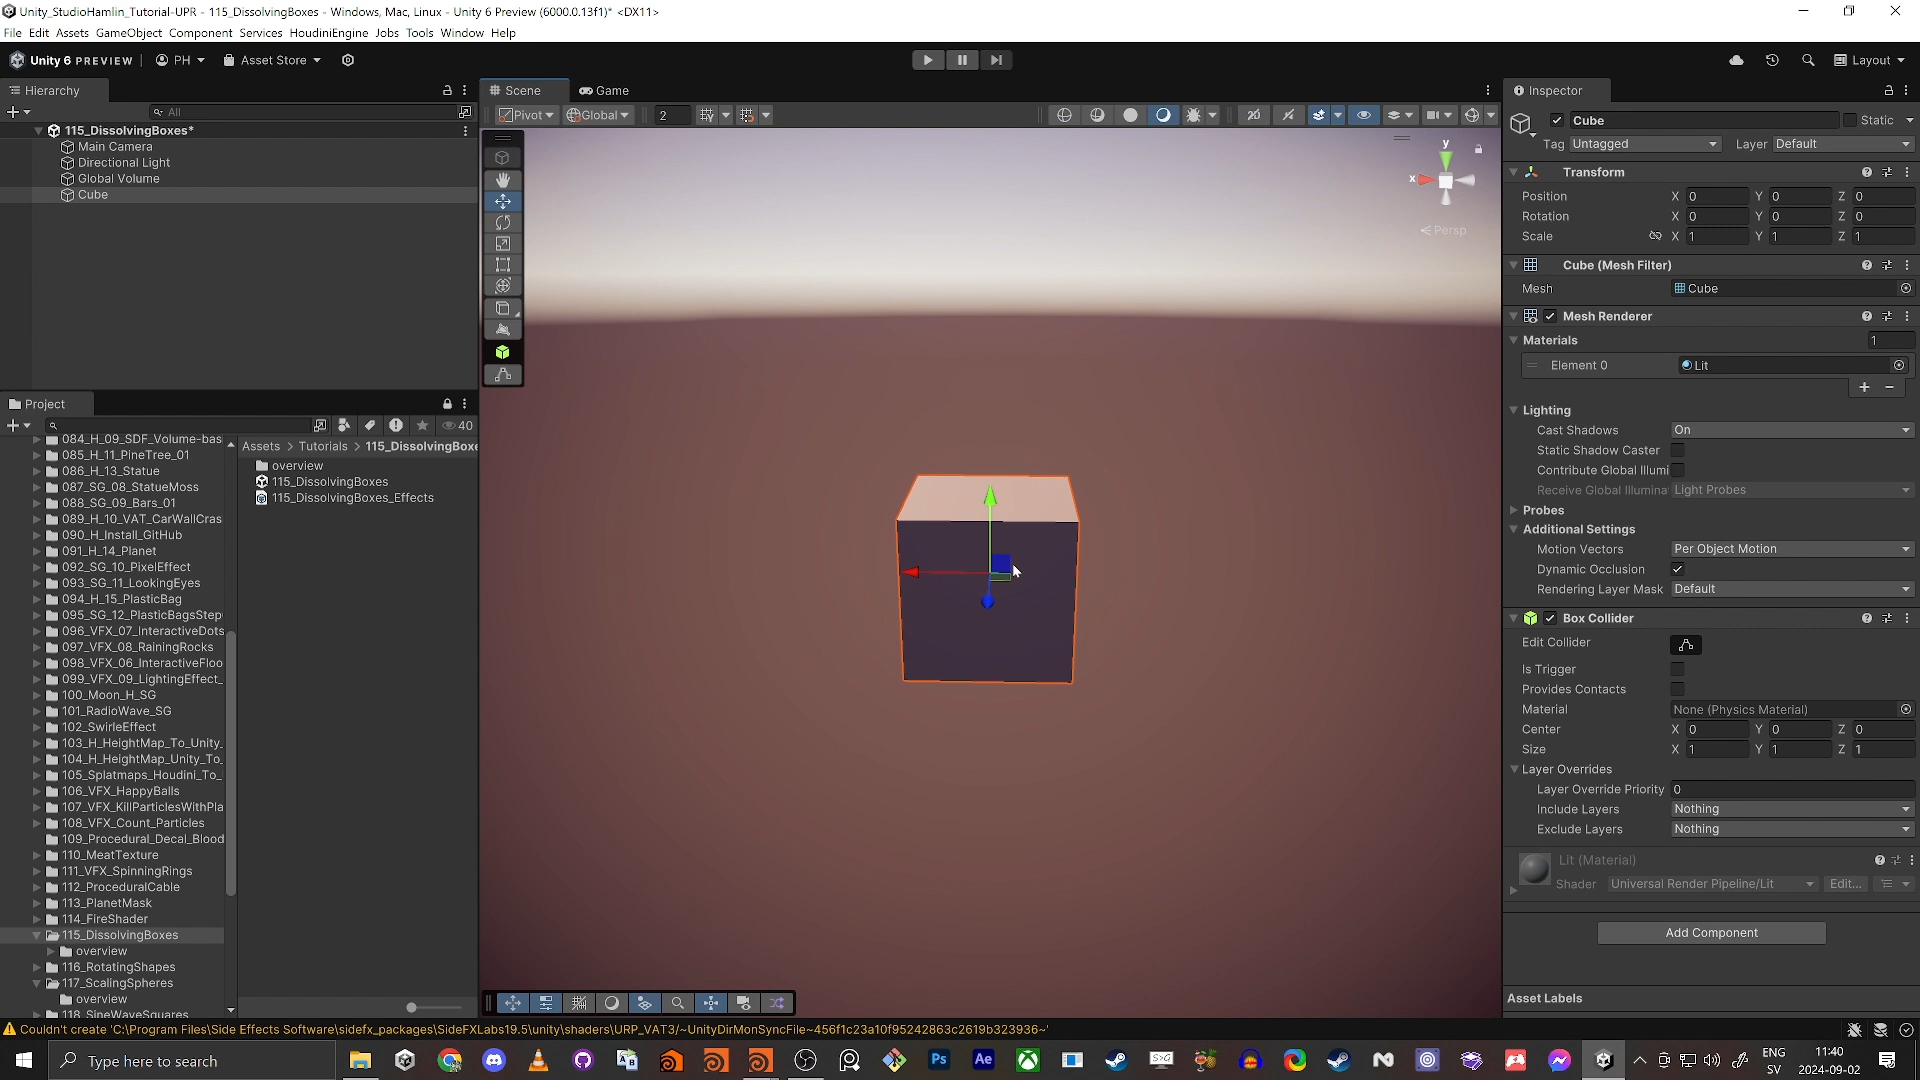 Unity_StudioHamlin_Tutorial-UPR - 115_DissolvingBoxes - Windows, Mac, Linux - Unity 6 Preview (6000.0.13f1)* <DX11>
File Edit Assets GameObject Component Services HoudiniEngine Jobs Tools Window Help
Unity 6 PREVIEW PH Asset Store Layout
Hierarchy
All
115_DissolvingBoxes*
Main Camera
Directional Light
Global Volume
Cube
Project
40
084_H_09_SDF_Volume-bas
085_H_11_PineTree_01
086_H_13_Statue
087_SG_08_StatueMoss
088_SG_09_Bars_01
089_H_10_VAT_CarWallCras
090_H_Install_GitHub
091_H_14_Planet
092_SG_10_PixelEffect
093_SG_11_LookingEyes
094_H_15_PlasticBag
095_SG_12_PlasticBagsStep
096_VFX_07_InteractiveDots
097_VFX_08_RainingRocks
098_VFX_06_InteractiveFloo
099_VFX_09_LightingEffect_
100_Moon_H_SG
101_RadioWave_SG
102_SwirleEffect
103_H_HeightMap_To_Unity_
104_H_HeightMap_Unity_To_
105_Splatmaps_Houdini_To_
106_VFX_HappyBalls
107_VFX_KillParticlesWithPla
108_VFX_Count_Particles
109_Procedural_Decal_Blood
110_MeatTexture
111_VFX_SpinningRings
112_ProceduralCable
113_PlanetMask
114_FireShader
115_DissolvingBoxes
overview
116_RotatingShapes
117_ScalingSpheres
overview
118_SineWaveSquares
Assets > Tutorials > 115_DissolvingBoxe
overview
115_DissolvingBoxes
115_DissolvingBoxes_Effects
Scene Game
Pivot Global 2 2D
y
x
Persp
Inspector
Cube Static
Tag Untagged Layer Default
Transform
Position X 0 Y 0 Z 0
Rotation X 0 Y 0 Z 0
Scale X 1 Y 1 Z 1
Cube (Mesh Filter)
Mesh Cube
Mesh Renderer
Materials 1
Element 0 Lit
Lighting
Cast Shadows On
Static Shadow Caster
Contribute Global Illumi
Receive Global Illumina Light Probes
Probes
Additional Settings
Motion Vectors Per Object Motion
Dynamic Occlusion
Rendering Layer Mask Default
Box Collider
Edit Collider
Is Trigger
Provides Contacts
Material None (Physics Material)
Center X 0 Y 0 Z 0
Size X 1 Y 1 Z 1
Layer Overrides
Layer Override Priority 0
Include Layers Nothing
Exclude Layers Nothing
Lit (Material)
Shader Universal Render Pipeline/Lit Edit...
Add Component
Asset Labels
Couldn't create 'C:\Program Files\Side Effects Software\sidefx_packages\SideFXLabs19.5\unity\shaders\URP_VAT3/~UnityDirMonSyncFile~456f1c23a10f95242863c2619b323936~'
Type here to search
Ps Ae
ENG
SV
11:40
2024-09-02